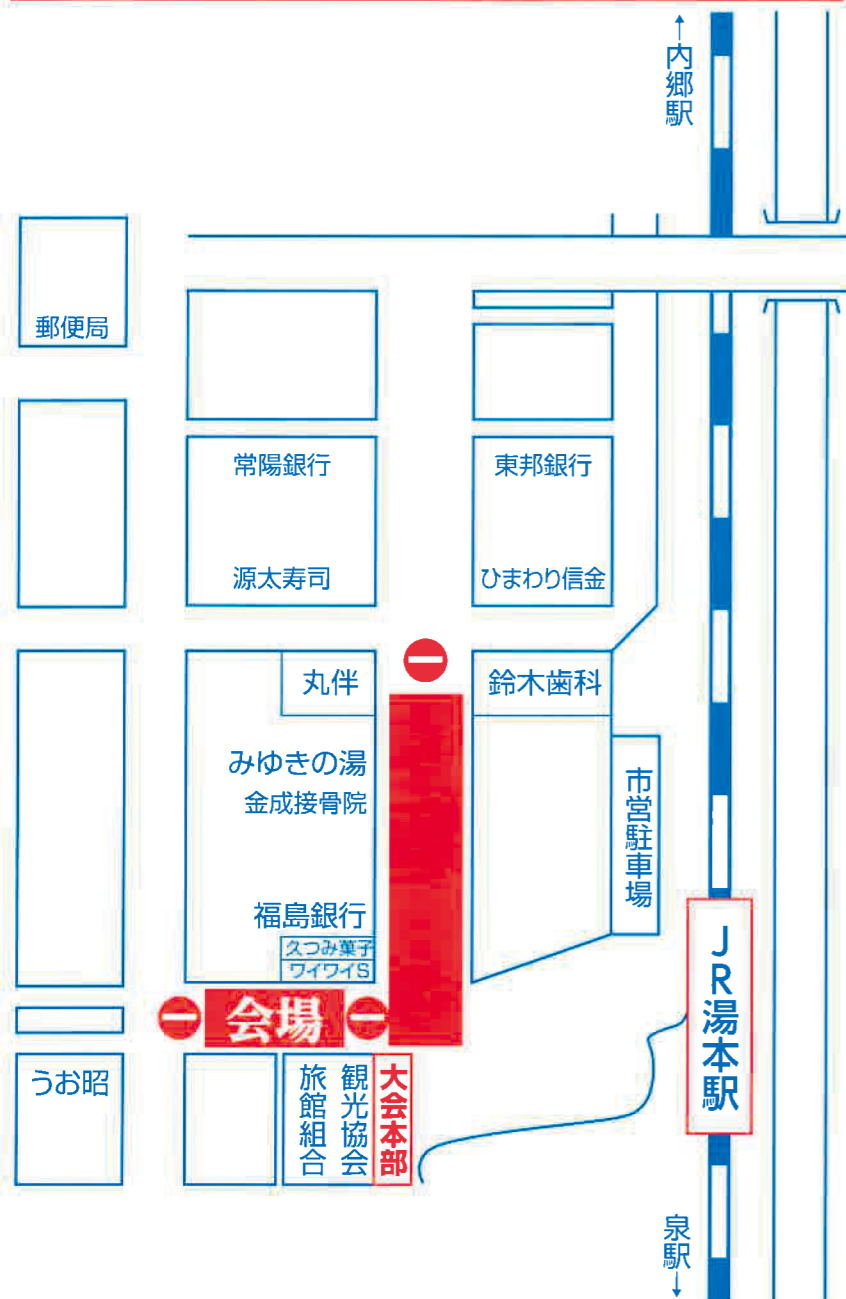 ↑内郷駅
郵便局
常陽銀行
東邦銀行
源太寿司
ひまわり信金
丸伴
鈴木歯科
みゆきの湯
金成接骨院
市営駐車場
福島銀行
久つみ菓子
ワイワイS
会場
JR湯本駅
うお昭
観光協会
旅館組合
大会本部
泉駅↓